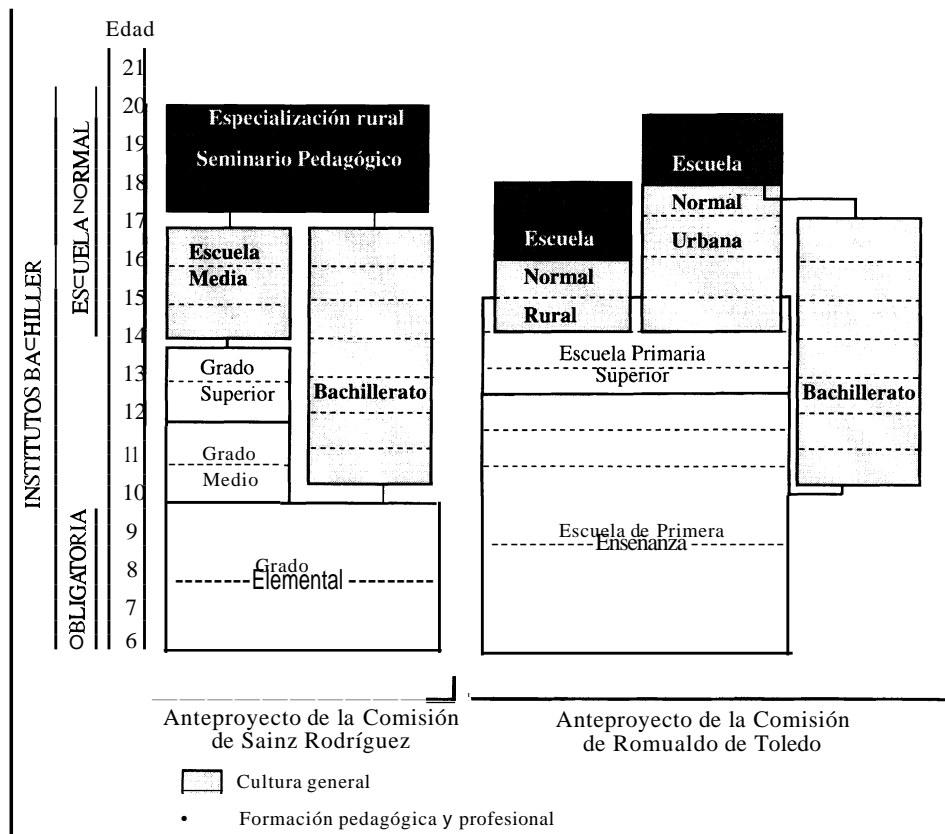 Edad
21
20
19
18
17
16
15
14
13
12
11
10
9
8
7
6
INSTITUTOS BACHILLER
ESCUELA NORMAL
OBLIGATORIA
Especialización rural
Seminario Pedagógico
Escuela
Media
Grado
Superior
Grado
Medio
Bachillerato
Grado
Elemental
Escuela
Normal
Rural
Escuela
Normal
Urbana
Escuela Primaria
Superior
Bachillerato
Escuela de Primera
Enseñanza
Anteproyecto de la Comisión
de Sainz Rodríguez
Anteproyecto de la Comisión
de Romualdo de Toledo
Cultura general
• Formación pedagógica y profesional